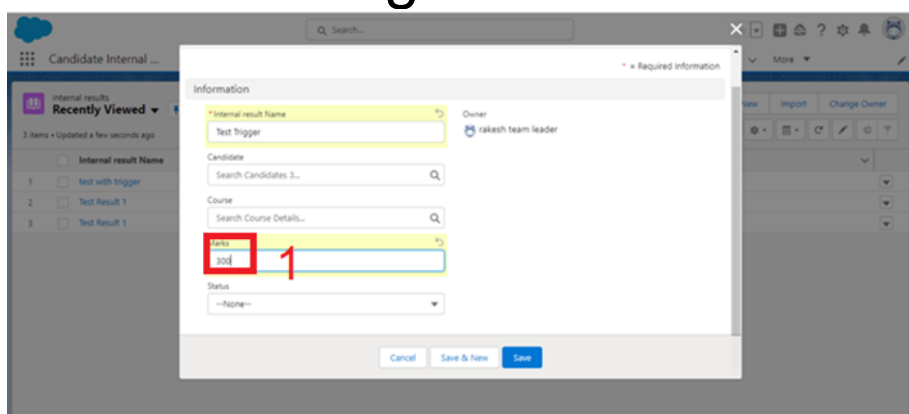 g
Search...
Candidate Internal ...
More
* = Required Information
Information
Internal results
Recently Viewed
New Import Change Owner
3 items • Updated a few seconds ago
* Internal result Name
Test Trigger
Owner
rakesh team leader
Candidate
Search Candidates 3...
Course
Search Course Details...
Marks
300
1
Status
--None--
Internal result Name
1 test with trigger
2 Test Result 1
3 Test Result 1
Cancel Save & New Save